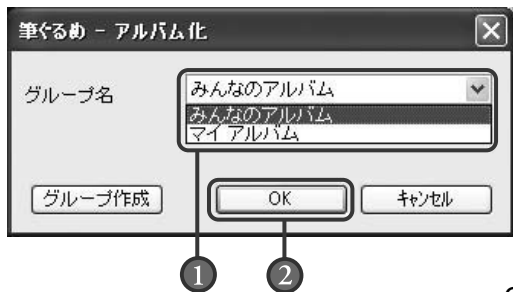 筆ぐるめ - アルバム化
グループ名
みんなのアルバム
みんなのアルバム
マイ アルバム
グループ作成
OK
キャンセル
1
2